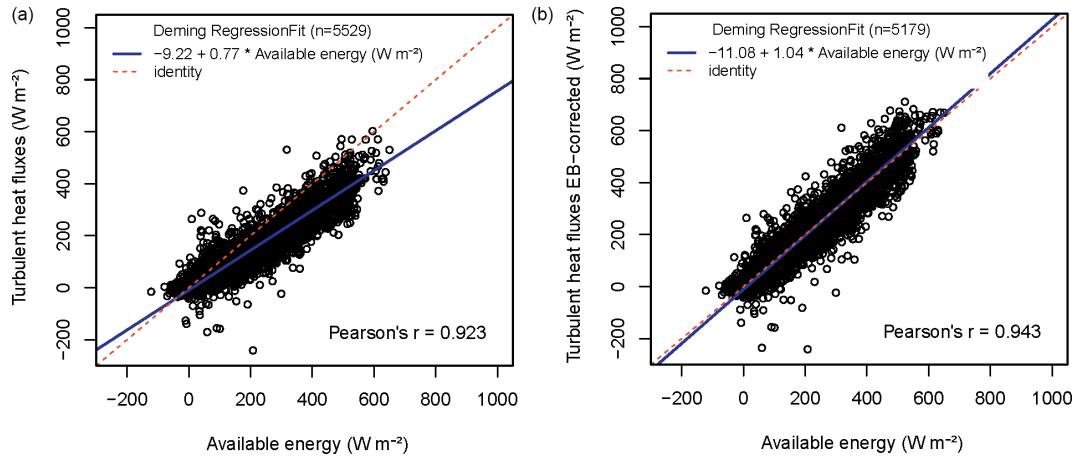 (a)
Deming RegressionFit (n=5529)
−9.22 + 0.77 * Available energy (W m⁻²)
identity
1000
800
600
400
200
0
−200
Turbulent heat fluxes (W m⁻²)
Pearson's r = 0.923
−200 0 200 400 600 800 1000
Available energy (W m⁻²)
(b)
Deming RegressionFit (n=5179)
−11.08 + 1.04 * Available energy (W m⁻²)
identity
1000
800
600
400
200
0
−200
Turbulent heat fluxes EB−corrected (W m⁻²)
Pearson's r = 0.943
−200 0 200 400 600 800 1000
Available energy (W m⁻²)